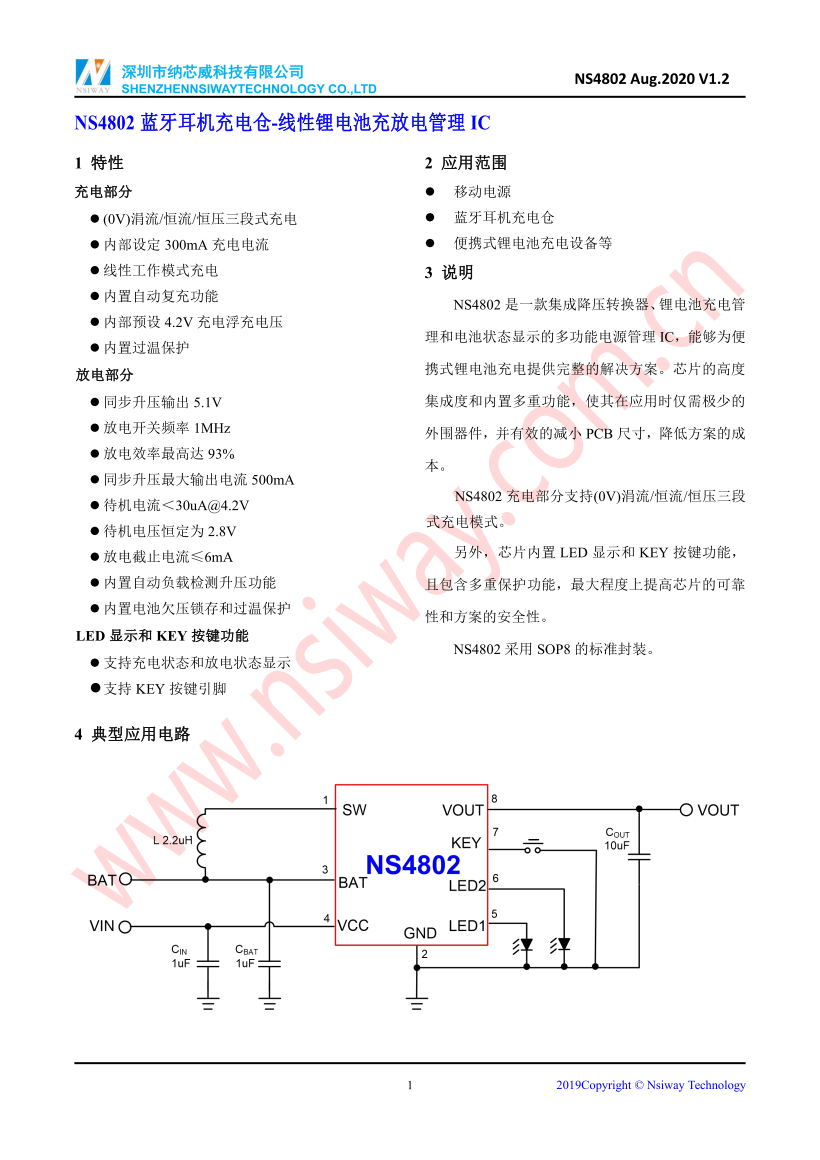 深圳市纳芯威科技有限公司
NSIWAY
SHENZHENNSIWAYTECHNOLOGY CO.,LTD
NS4802 Aug.2020 V1.2
NS4802 蓝牙耳机充电仓-线性锂电池充放电管理 IC
1 特性
充电部分
● (0V)涓流/恒流/恒压三段式充电
● 内部设定 300mA 充电电流
● 线性工作模式充电
● 内置自动复充功能
● 内部预设 4.2V 充电浮充电压
● 内置过温保护
放电部分
● 同步升压输出 5.1V
● 放电开关频率 1MHz
● 放电效率最高达 93%
● 同步升压最大输出电流 500mA
● 待机电流＜30uA@4.2V
● 待机电压恒定为 2.8V
● 放电截止电流≤6mA
● 内置自动负载检测升压功能
● 内置电池欠压锁存和过温保护
LED 显示和 KEY 按键功能
● 支持充电状态和放电状态显示
● 支持 KEY 按键引脚
2 应用范围
● 移动电源
● 蓝牙耳机充电仓
● 便携式锂电池充电设备等
3 说明
NS4802 是一款集成降压转换器、锂电池充电管
理和电池状态显示的多功能电源管理 IC，能够为便
携式锂电池充电提供完整的解决方案。芯片的高度
集成度和内置多重功能，使其在应用时仅需极少的
外围器件，并有效的减小 PCB 尺寸，降低方案的成
本。
NS4802 充电部分支持(0V)涓流/恒流/恒压三段
式充电模式。
另外，芯片内置 LED 显示和 KEY 按键功能，
且包含多重保护功能，最大程度上提高芯片的可靠
性和方案的安全性。
NS4802 采用 SOP8 的标准封装。
www.nsiway.com.cn
4 典型应用电路
1
SW
VOUT
8
VOUT
L 2.2uH
KEY
7
COUT
10uF
NS4802
BAT
3
BAT
LED2
6
VIN
4
VCC
GND
LED1
5
2
CIN
1uF
CBAT
1uF
1
2019Copyright © Nsiway Technology